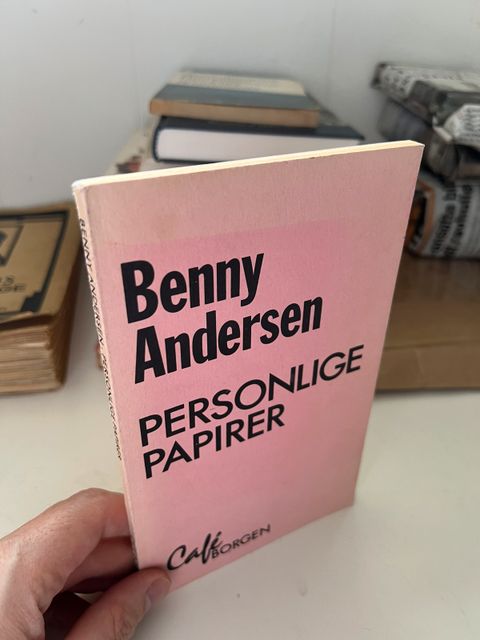 Benny
Andersen
PERSONLIGE
PAPIRER
Café
BORGEN
BENNY ANDERSEN PERSONLIGE PAPIRER